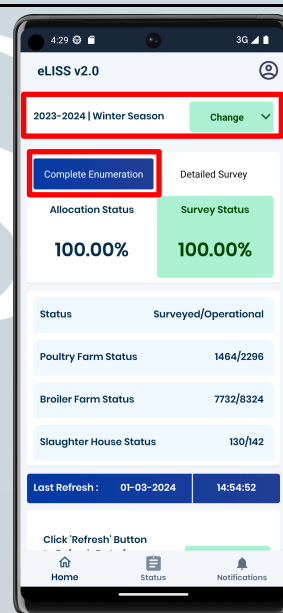 4:29 3G
eLISS v2.0
2023-2024 | Winter Season Change
Complete Enumeration Detailed Survey
Allocation Status Survey Status
100.00% 100.00%
Status Surveyed/Operational
Poultry Farm Status 1464/2296
Broiler Farm Status 7732/8324
Slaughter House Status 130/142
Last Refresh : 01-03-2024 14:54:52
Click 'Refresh' Button
Home Status Notifications